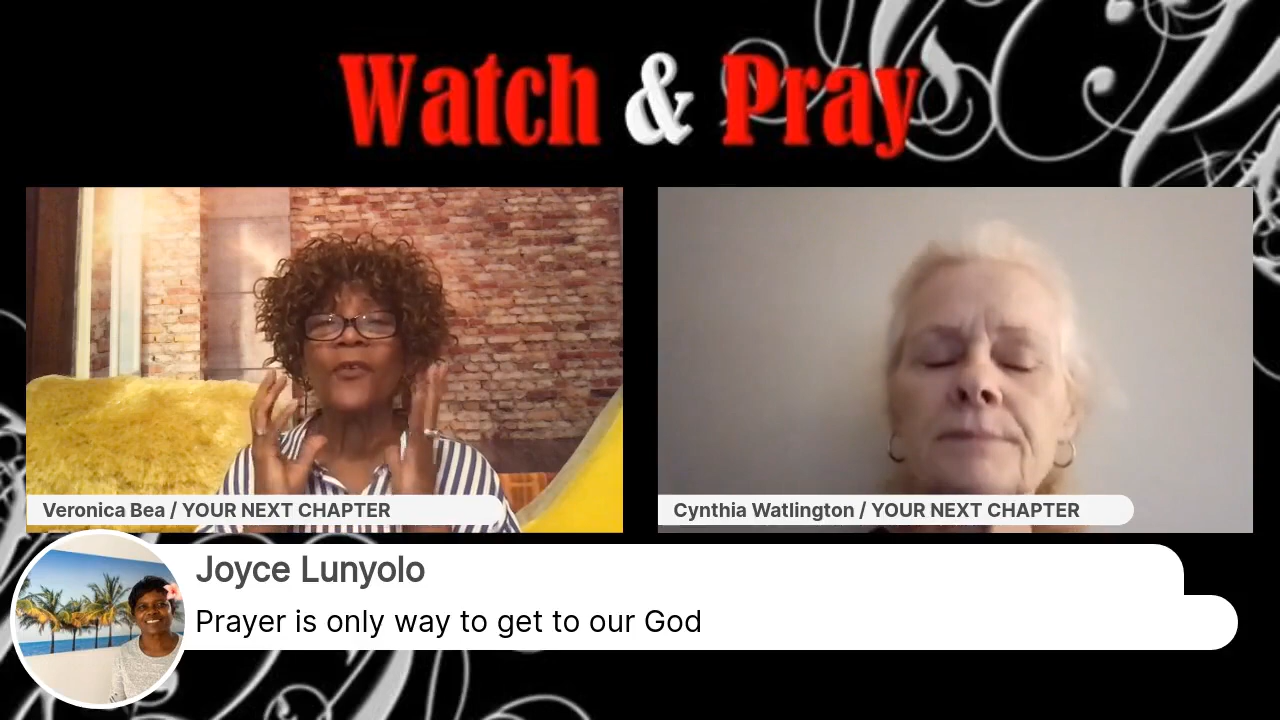 Watch & Pray
Veronica Bea / YOUR NEXT CHAPTER
Cynthia Watlington / YOUR NEXT CHAPTER
Joyce Lunyolo
Prayer is only way to get to our God